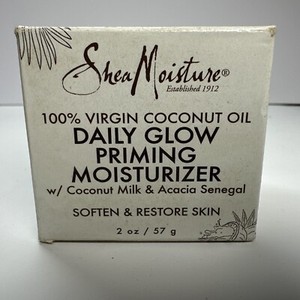 SheaMoisture®
Established 1912
100% VIRGIN COCONUT OIL
DAILY GLOW
PRIMING
MOISTURIZER
w/ Coconut Milk & Acacia Senegal
SOFTEN & RESTORE SKIN
2 oz / 57 g